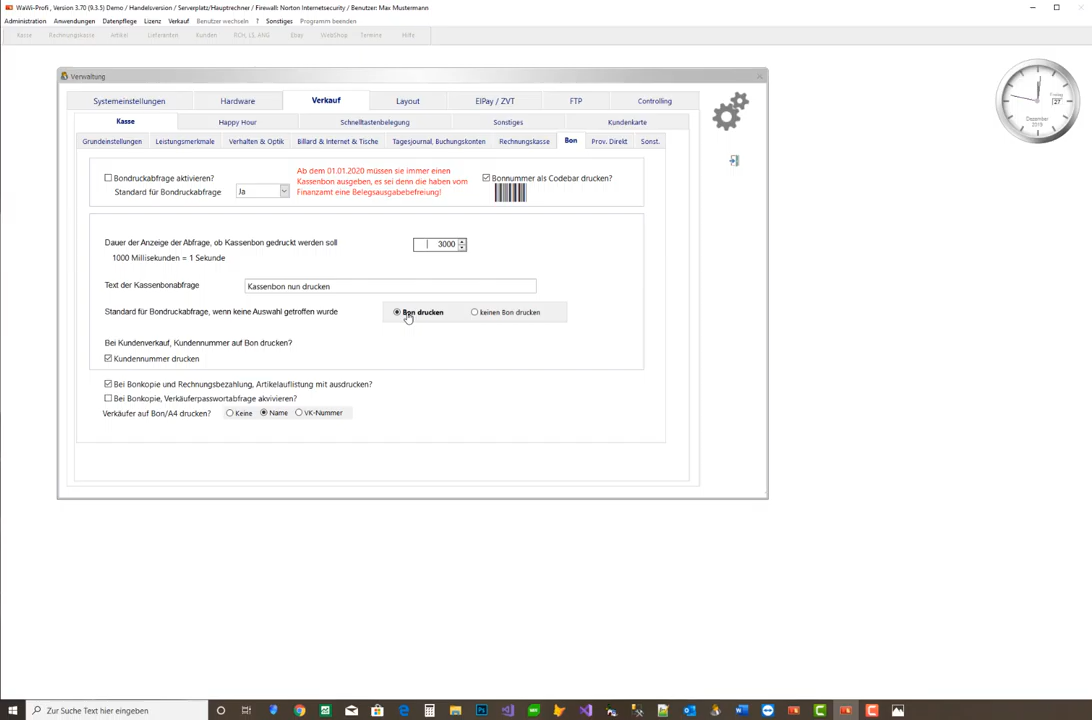 WaWi-Profi , Version 3.70 (9.3.5) Demo / Handelsversion / Serverplatz/Hauptrechner / Firewall: Norton Internetsecurity / Benutzer: Max Mustermann
Administration Anwendungen Datenpflege Lizenz Verkauf Benutzer wechseln ? Sonstiges Programm beenden
Kasse Rechnungskasse Artikel Lieferanten Kunden RCH, LS, ANG Ebay WebShop Termine Hilfe
Verwaltung
Systemeinstellungen Hardware Verkauf Layout ElPay / ZVT FTP Controlling
Kasse Happy Hour Schnelltastenbelegung Sonstiges Kundenkarte
Grundeinstellungen Leistungsmerkmale Verhalten & Optik Billard & Internet & Tische Tagesjournal, Buchungskonten Rechnungskasse Bon Prov. Direkt Sonst.
Bondruckabfrage aktivieren?
Standard für Bondruckabfrage Ja
Ab dem 01.01.2020 müssen sie immer einen
Kassenbon ausgeben, es sei denn die haben vom
Finanzamt eine Belegsausgabebefreiung!
Bonnummer als Codebar drucken?
Dauer der Anzeige der Abfrage, ob Kassenbon gedruckt werden soll 3000
1000 Millisekunden = 1 Sekunde
Text der Kassenbonabfrage Kassenbon nun drucken
Standard für Bondruckabfrage, wenn keine Auswahl getroffen wurde Bon drucken keinen Bon drucken
Bei Kundenverkauf, Kundennummer auf Bon drucken?
Kundennummer drucken
Bei Bonkopie und Rechnungsbezahlung, Artikelauflistung mit ausdrucken?
Bei Bonkopie, Verkäuferpasswortabfrage akvivieren?
Verkäufer auf Bon/A4 drucken? Keine Name VK-Nummer
27
2019
Zur Suche Text hier eingeben